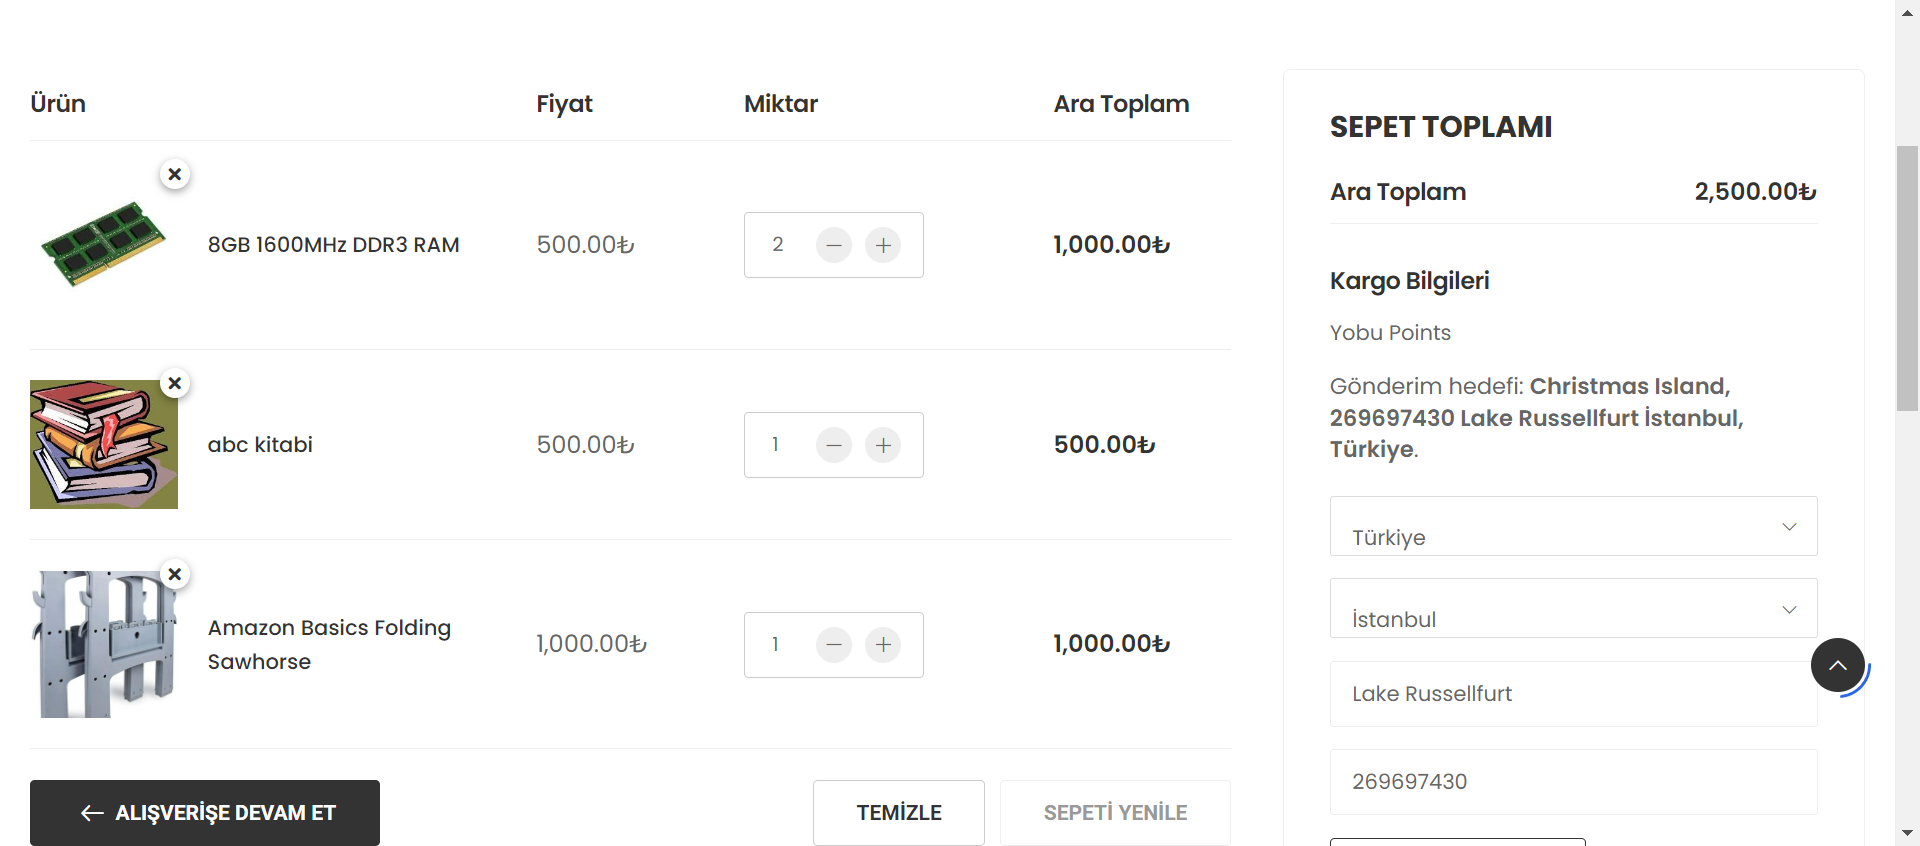 Ürün Fiyat Miktar Ara Toplam
8GB 1600MHz DDR3 RAM 500.00₺ 2 − + 1,000.00₺
abc kitabi 500.00₺ 1 − + 500.00₺
Amazon Basics Folding
Sawhorse
1,000.00₺ 1 − + 1,000.00₺
← ALIŞVERİŞE DEVAM ET TEMİZLE SEPETİ YENİLE
SEPET TOPLAMI
Ara Toplam 2,500.00₺
Kargo Bilgileri
Yobu Points
Gönderim hedefi: Christmas Island,
269697430 Lake Russellfurt İstanbul,
Türkiye.
Türkiye
İstanbul
Lake Russellfurt
269697430